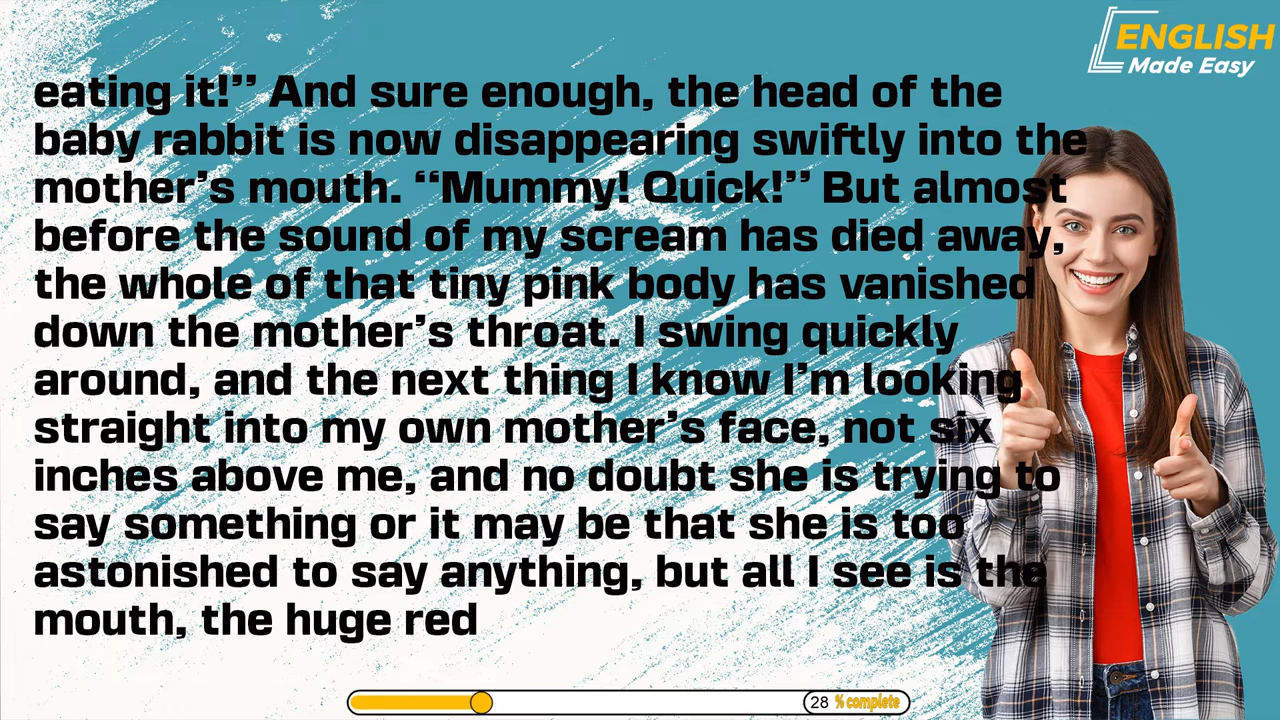 ENGLISH
Made Easy
eating it!” And sure enough, the head of the
baby rabbit is now disappearing swiftly into the
mother’s mouth. “Mummy! Quick!” But almost
before the sound of my scream has died away,
the whole of that tiny pink body has vanished
down the mother’s throat. I swing quickly
around, and the next thing I know I’m looking
straight into my own mother’s face, not six
inches above me, and no doubt she is trying to
say something or it may be that she is too
astonished to say anything, but all I see is the
mouth, the huge red
28 % complete